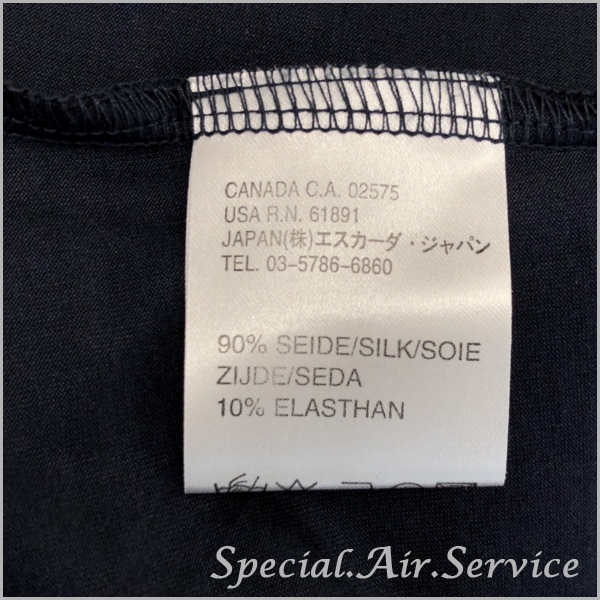 CANADA C.A. 02575
USA R.N. 61891
JAPAN(株)エスカーダ・ジャパン
TEL. 03-5786-6860
90% SEIDE/SILK/SOIE
ZIJDE/SEDA
10% ELASTHAN
Special.Air.Service